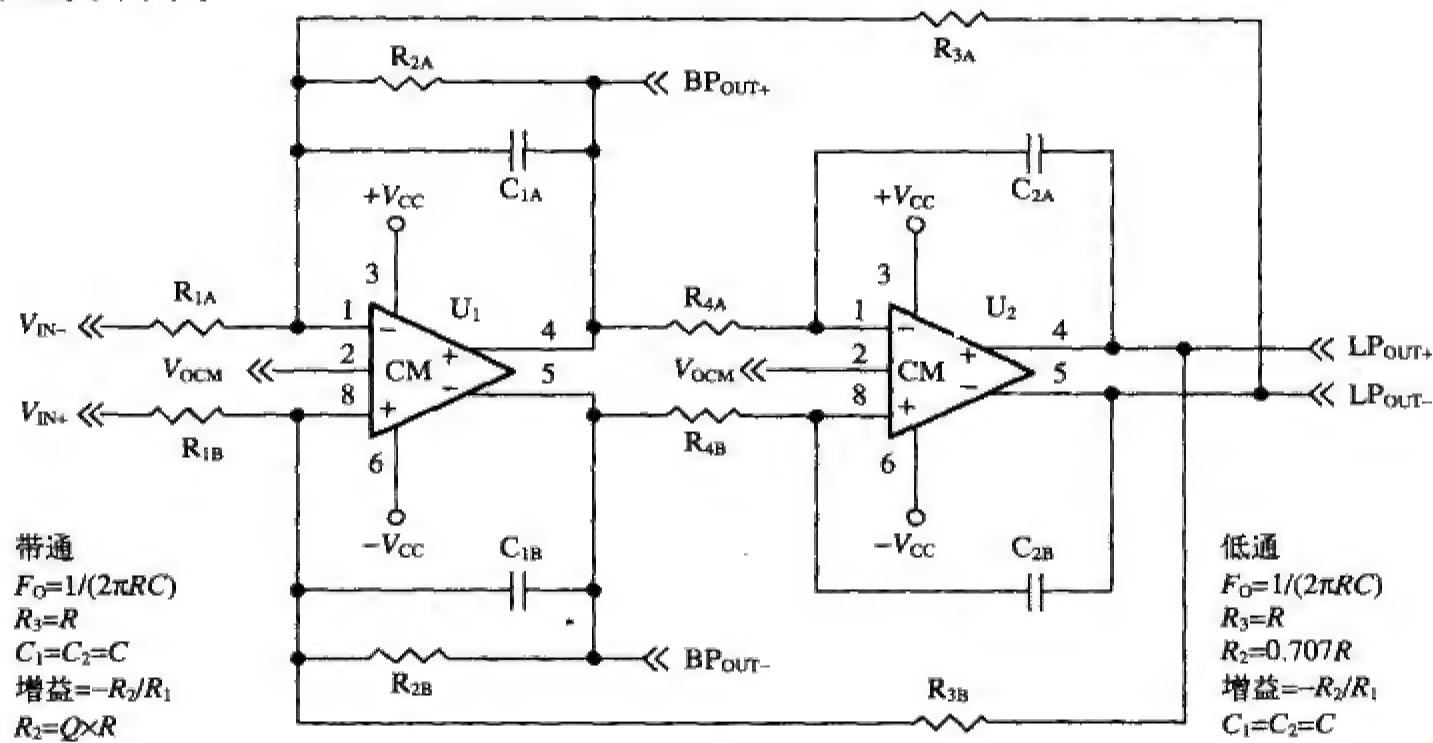 R3A
R2A
BPOUT+
C1A
C2A
+VCC
+VCC
3
3
R1A
U1
R4A
U2
VIN−
1
4
1
4
LPOUT+
VOCM
2
CM
5
VOCM
2
CM
5
LPOUT−
VIN+
8
8
R1B
6
R4B
6
−VCC
C1B
−VCC
C2B
R2B
BPOUT−
R3B
带通
FO=1/(2πRC)
R3=R
C1=C2=C
增益=−R2/R1
R2=Q×R
低通
FO=1/(2πRC)
R3=R
R2=0.707R
增益=−R2/R1
C1=C2=C